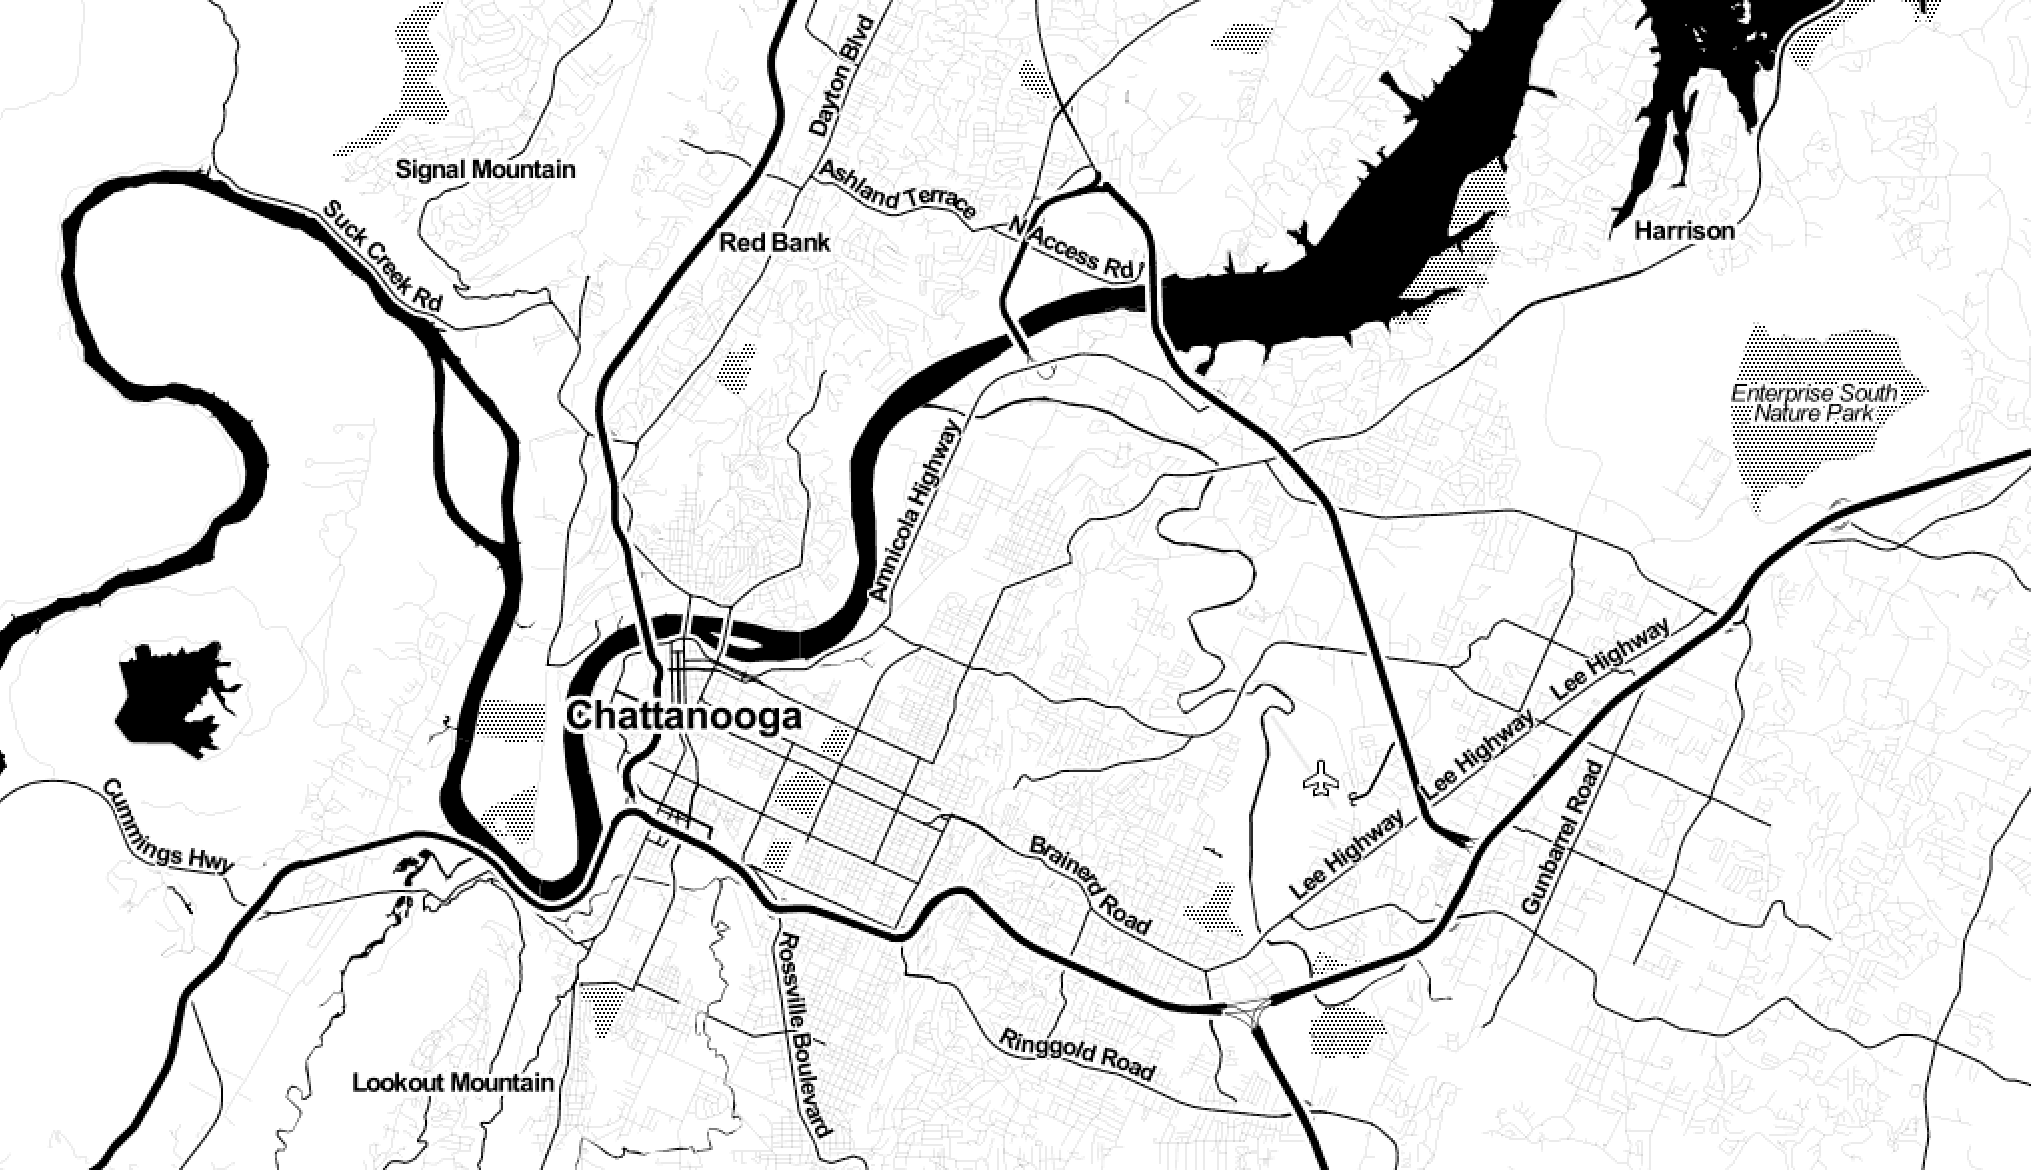 Dayton Blvd
Signal Mountain
Ashland Terrace
Suck Creek Rd
Red Bank
N Access Rd
Harrison
Enterprise South
Nature Park
Amnicola Highway
Lee Highway
Chattanooga
Lee Highway
Cummings Hwy
Gunbarrel Road
Lee Highway
Brainerd Road
Rossville Boulevard
Ringgold Road
Lookout Mountain